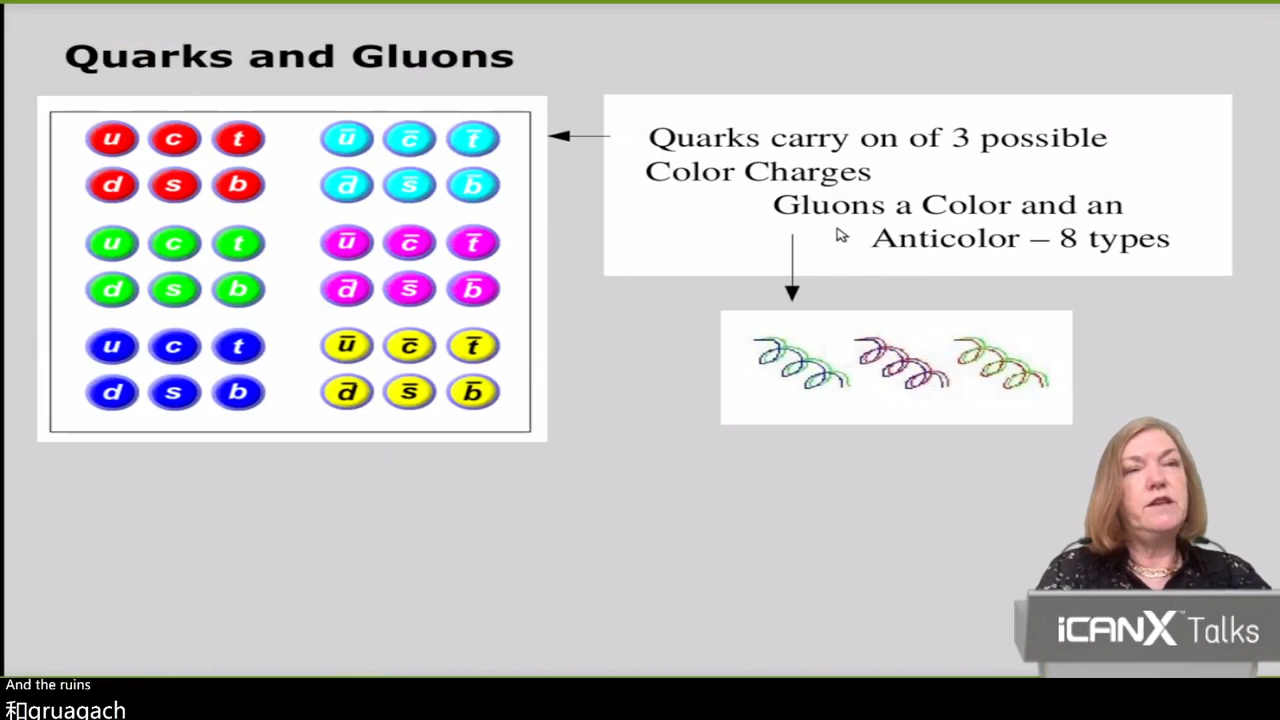 Quarks and Gluons
u c t ū c̄ t̄
d s b d̄ s̄ b̄
u c t ū c̄ t̄
d s b d̄ s̄ b̄
u c t ū c̄ t̄
d s b d̄ s̄ b̄
Quarks carry on of 3 possible
Color Charges
Gluons a Color and an
Anticolor – 8 types
iCANX™ Talks
And the ruins
和gruagach